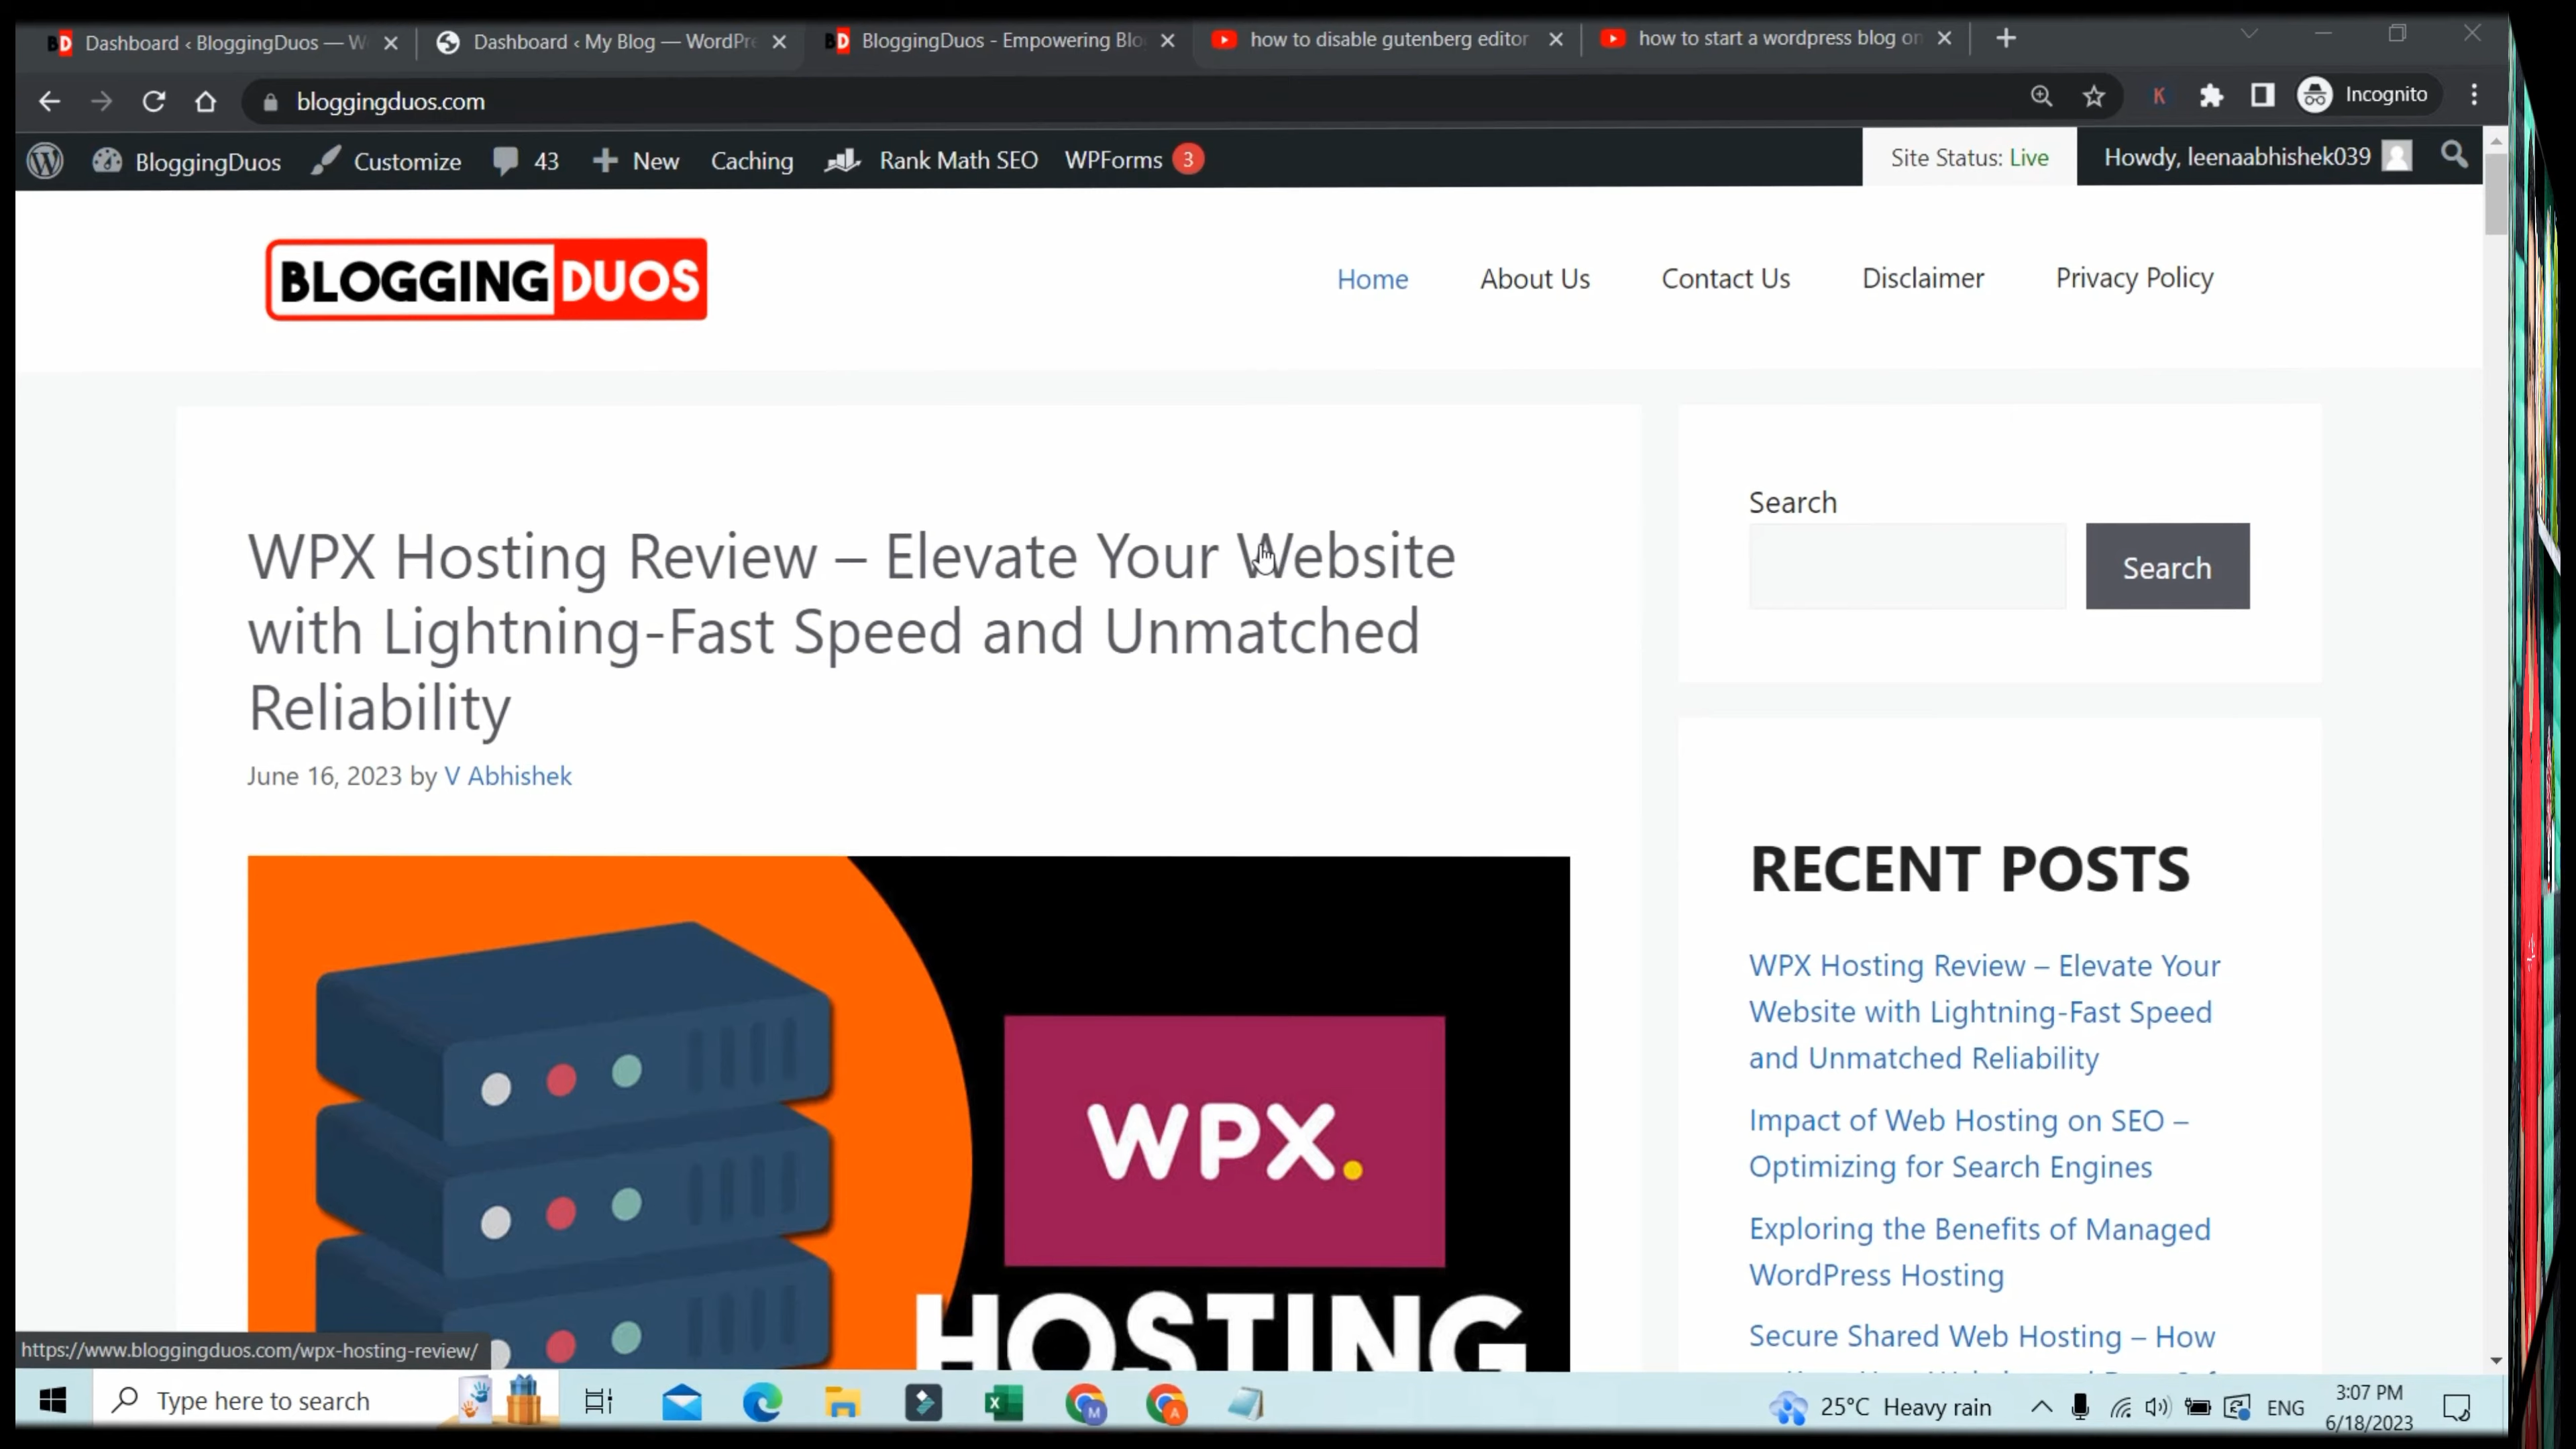 Dashboard ‹ BloggingDuos — W
Dashboard ‹ My Blog — WordPre
BloggingDuos - Empowering Blo
how to disable gutenberg editor
how to start a wordpress blog on
bloggingduos.com
Incognito
BloggingDuos
Customize
43
New
Caching
Rank Math SEO
WPForms 3
Site Status: Live
Howdy, leenaabhishek039
BLOGGINGDUOS
Home
About Us
Contact Us
Disclaimer
Privacy Policy
WPX Hosting Review – Elevate Your Website
with Lightning-Fast Speed and Unmatched
Reliability
June 16, 2023 by V Abhishek
WPX.
HOSTING
Search
Search
RECENT POSTS
WPX Hosting Review – Elevate Your
Website with Lightning-Fast Speed
and Unmatched Reliability
Impact of Web Hosting on SEO –
Optimizing for Search Engines
Exploring the Benefits of Managed
WordPress Hosting
Secure Shared Web Hosting – How
https://www.bloggingduos.com/wpx-hosting-review/
Type here to search
25°C Heavy rain
ENG
3:07 PM
6/18/2023